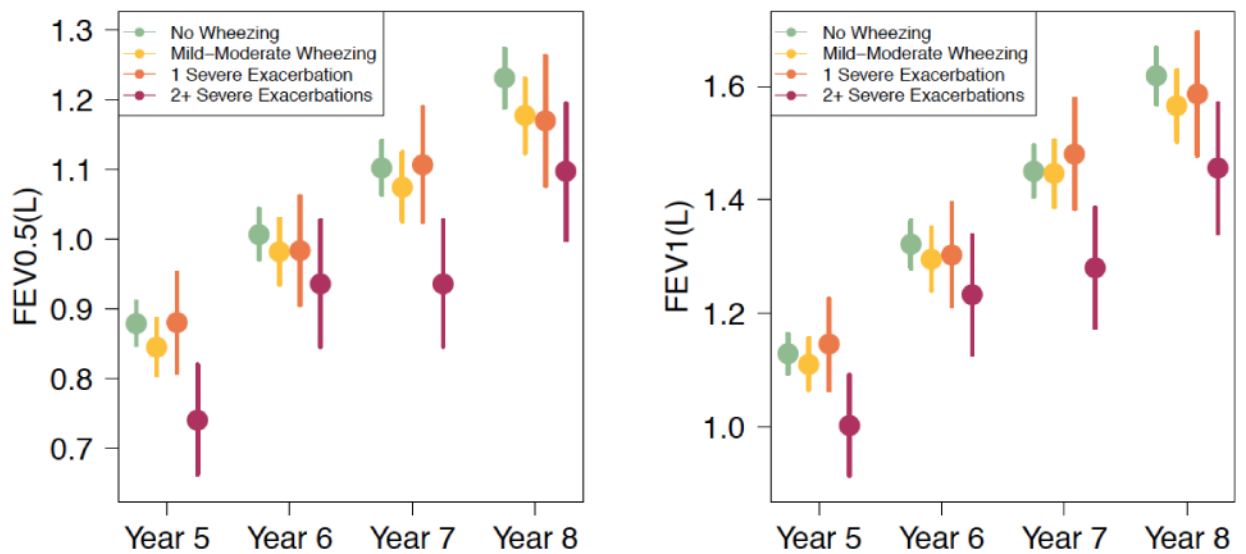 FEV0.5(L)
1.3
1.2
1.1
1.0
0.9
0.8
0.7
No Wheezing
Mild–Moderate Wheezing
1 Severe Exacerbation
2+ Severe Exacerbations
Year 5 Year 6 Year 7 Year 8
FEV1(L)
1.6
1.4
1.2
1.0
No Wheezing
Mild–Moderate Wheezing
1 Severe Exacerbation
2+ Severe Exacerbations
Year 5 Year 6 Year 7 Year 8